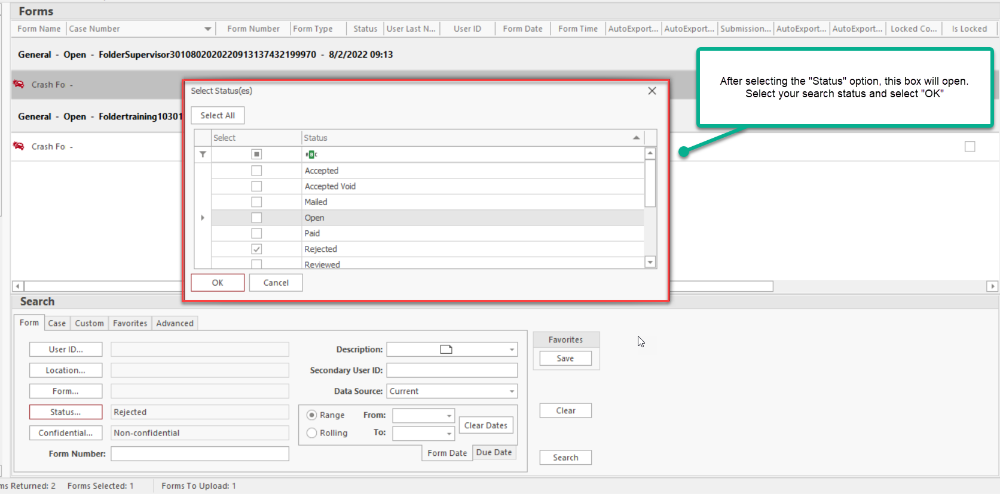 Forms
Form Name Case Number Form Number Form Type Status User Last N... User ID Form Date Form Time AutoExport... AutoExport... Submission... AutoExport... AutoExport... Locked Co... Is Locked
General - Open - FolderSupervisor3010802020220913137432199970 - 8/2/2022 09:13
After selecting the "Status" option, this box will open.
Select your search status and select "OK"
Crash Fo -
General - Open - Foldertraining10301
Crash Fo -
Select Status(es)
Select All
Select Status
ABC
Accepted
Accepted Void
Mailed
Open
Paid
Rejected
Reviewed
OK Cancel
Search
Form Case Custom Favorites Advanced
User ID... Description:
Location... Secondary User ID:
Form... Data Source: Current
Status... Rejected
Range From:
Clear Dates
Confidential... Non-confidential
Rolling To:
Form Number:
Form Date Due Date
Favorites
Save
Clear
Search
ms Returned: 2 Forms Selected: 1 Forms To Upload: 1